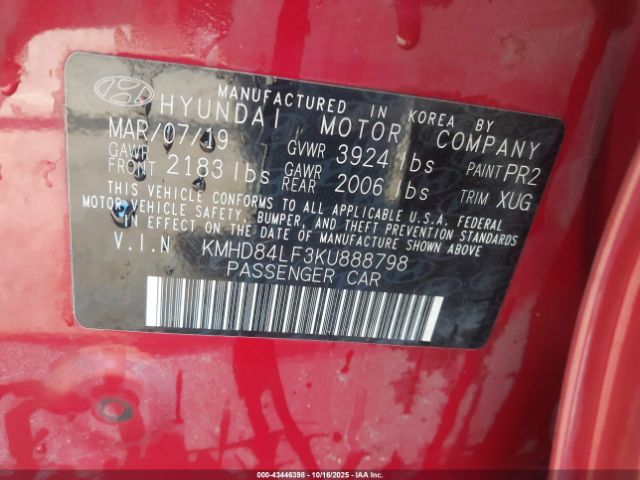 MANUFACTURED IN KOREA BY
HYUNDAI MOTOR COMPANY
MAR/07/19 GVWR 3924 lbs PAINT PR2
GAWR FRONT 2183 lbs GAWR REAR 2006 lbs TRIM XUG
THIS VEHICLE CONFORMS TO ALL APPLICABLE U.S.A. FEDERAL
MOTOR VEHICLE SAFETY, BUMPER, AND THEFT PREVENTION STANDARDS
IN EFFECT ON THE DATE OF MANUFACTURE SHOWN ABOVE
V.I.N KMHD84LF3KU888798
PASSENGER CAR
© 43446398 - 10/16/2025 - IAA Inc.